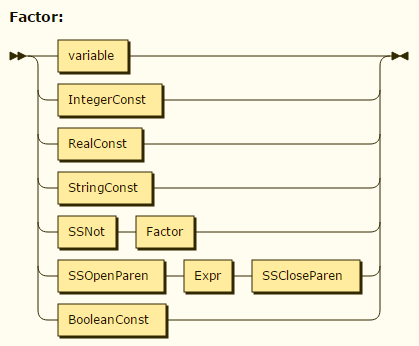 Factor:
variable
IntegerConst
RealConst
StringConst
SSNot Factor
SSOpenParen Expr SSCloseParen
BooleanConst